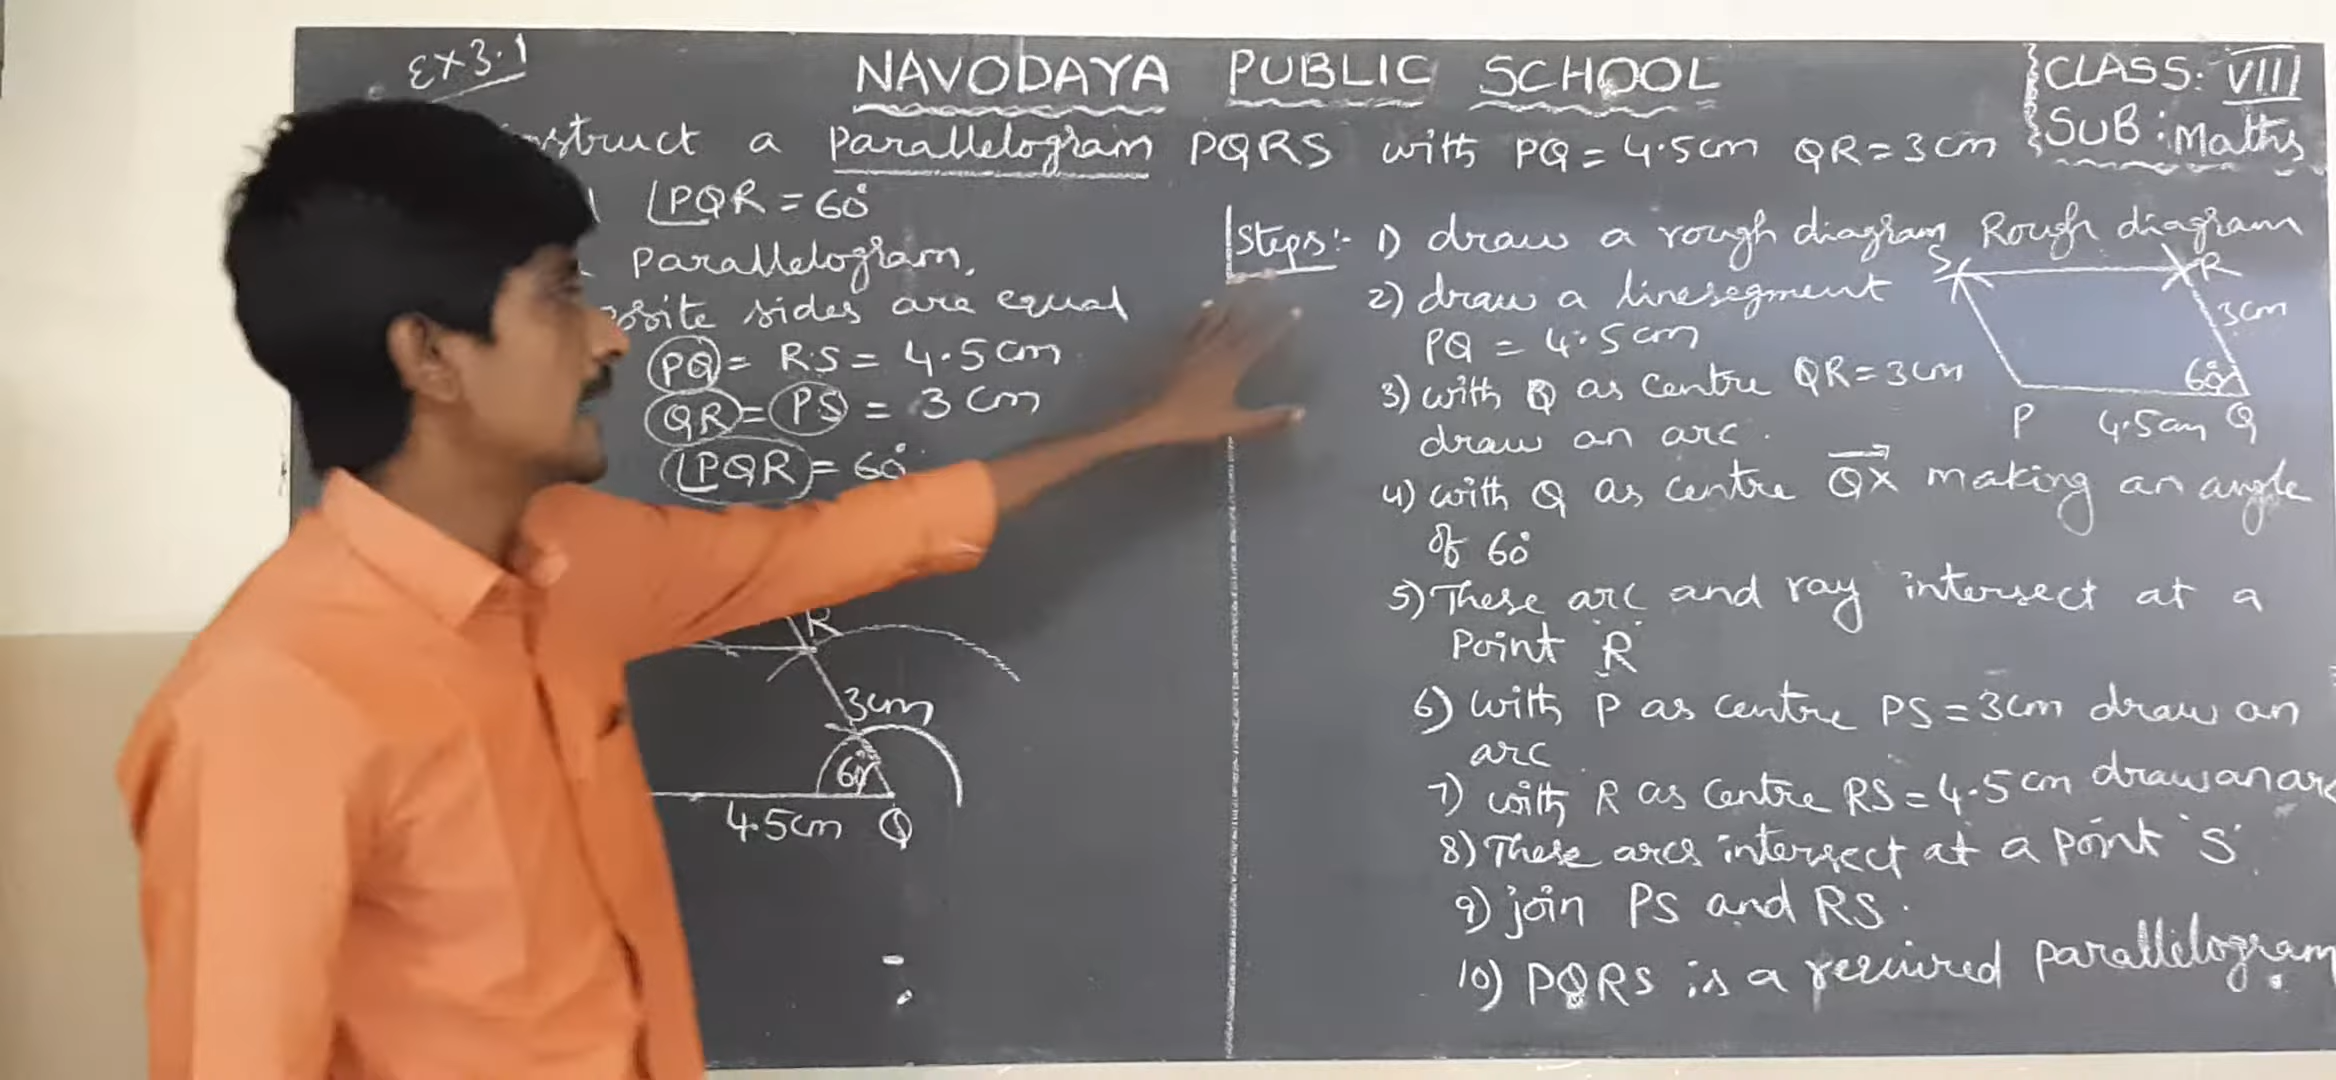 Ex 3.1
NAVODAYA PUBLIC SCHOOL
CLASS: VIII
SUB: Maths
nstruct a parallelogram PQRS with PQ = 4.5cm QR = 3cm
∠PQR = 60°
parallelogram,
osite sides are equal
PQ = RS = 4.5cm
QR = PS = 3cm
∠PQR = 60°
R
3cm
60°
4.5cm Q
Steps:- 1) draw a rough diagram
2) draw a linesegment
PQ = 4.5cm
3) with Q as centre QR = 3cm
draw an arc.
4) with Q as centre QX making an angle
of 60°
5) These arc and ray intersect at a
point 'R'
6) with P as centre PS = 3cm draw an
arc
7) with R as centre RS = 4.5cm draw an arc
8) These arcs intersect at a point 'S'.
9) join PS and RS.
10) PQRS is a required parallelogram.
Rough diagram
S R
3cm
60°
P 4.5cm Q